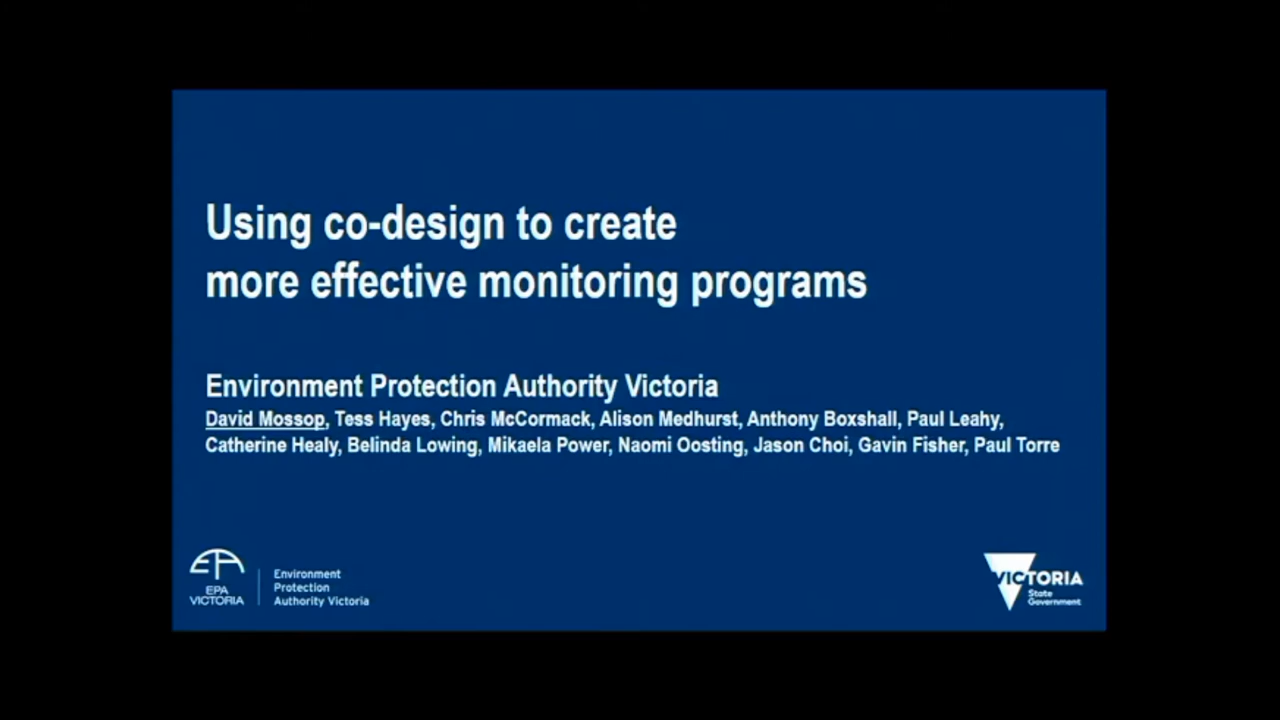 Using co-design to create
more effective monitoring programs
Environment Protection Authority Victoria
David Mossop, Tess Hayes, Chris McCormack, Alison Medhurst, Anthony Boxshall, Paul Leahy,
Catherine Healy, Belinda Lowing, Mikaela Power, Naomi Oosting, Jason Choi, Gavin Fisher, Paul Torre
EPA
VICTORIA
Environment
Protection
Authority Victoria
VICTORIA
State
Government